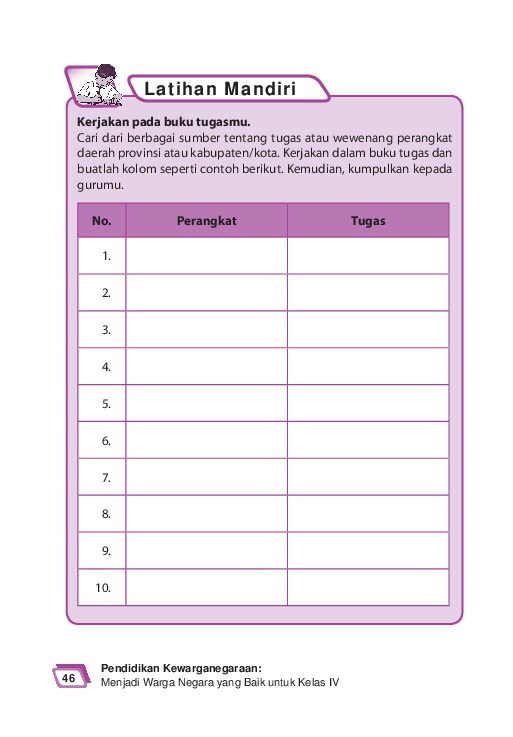 Latihan Mandiri
Kerjakan pada buku tugasmu.
Cari dari berbagai sumber tentang tugas atau wewenang perangkat
daerah provinsi atau kabupaten/kota. Kerjakan dalam buku tugas dan
buatlah kolom seperti contoh berikut. Kemudian, kumpulkan kepada
gurumu.
No. Perangkat Tugas
1.
2.
3.
4.
5.
6.
7.
8.
9.
10.
Pendidikan Kewarganegaraan:
46 Menjadi Warga Negara yang Baik untuk Kelas IV